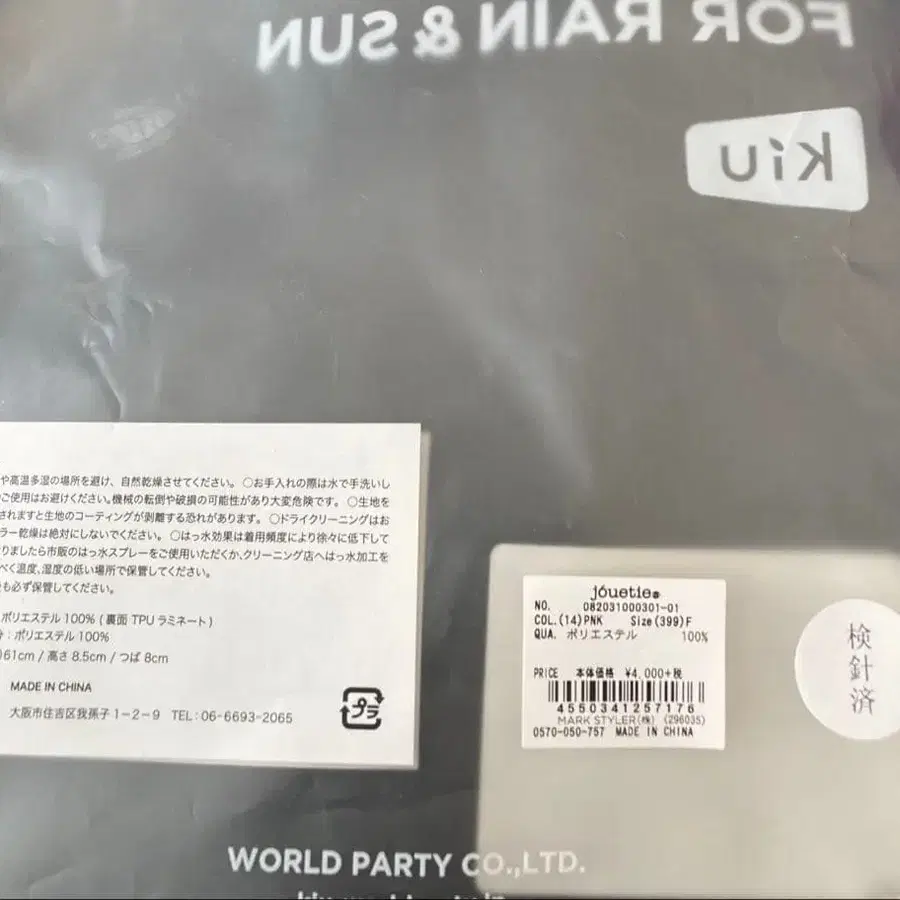 FOR RAIN & SUN
kiu
や高温多湿の場所を避け、自然乾燥させてください。○お手入れの際は水で手洗いし
ご使用はお避けください。機械の転倒や破損の可能性があり大変危険です。○生地を
されますと生地のコーティングが剥離する恐れがあります。○ドライクリーニングはお
ラー乾燥は絶対にしないでください。○はっ水効果は着用頻度により徐々に低下して
りましたら市販のはっ水スプレーをご使用いただくか、クリーニング店へはっ水加工を
べく温度、湿度の低い場所で保管してください。
も必ず保管してください。
ポリエステル 100% ( 裏面 TPU ラミネート )
: ポリエステル 100%
61cm / 高さ 8.5cm / つば 8cm
MADE IN CHINA
大阪市住吉区我孫子1-2-9 TEL:06-6693-2065
プラ
jouetie
NO. 082031000301-01
COL.(14)PNK Size(399)F
QUA. ポリエステル 100%
PRICE 本体価格 ¥4,000+税
4550341257176
MARK STYLER(株) (296035)
0570-050-757 MADE IN CHINA
検針済
WORLD PARTY CO.,LTD.